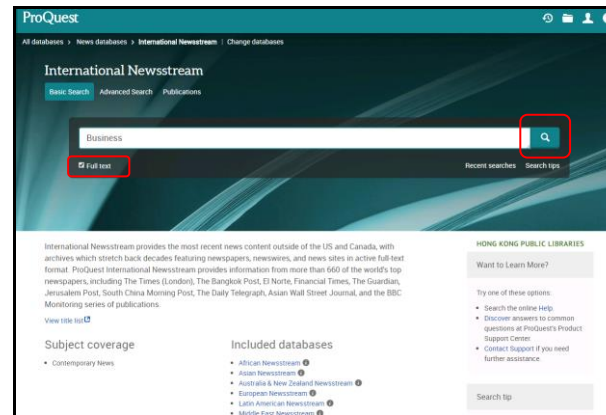 ProQuest
All databases > News databases > International Newsstream | Change databases
International Newsstream
Basic Search Advanced Search Publications
Business
Full text
Recent searches Search tips
International Newsstream provides the most recent news content outside of the US and Canada, with
archives which stretch back decades featuring newspapers, newswires, and news sites in active full-text
format. ProQuest International Newsstream provides information from more than 660 of the world's top
newspapers, including The Times (London), The Bangkok Post, El Norte, Financial Times, The Guardian,
Jerusalem Post, South China Morning Post, The Daily Telegraph, Asian Wall Street Journal, and the BBC
Monitoring series of publications.
View title list
Subject coverage
• Contemporary News
Included databases
• African Newsstream
• Asian Newsstream
• Australia & New Zealand Newsstream
• European Newsstream
• Latin American Newsstream
• Middle East Newsstream
HONG KONG PUBLIC LIBRARIES
Want to Learn More?
Try one of these options:
• Search the online Help.
• Discover answers to common
questions at ProQuest's Product
Support Center.
• Contact Support if you need
further assistance.
Search tip